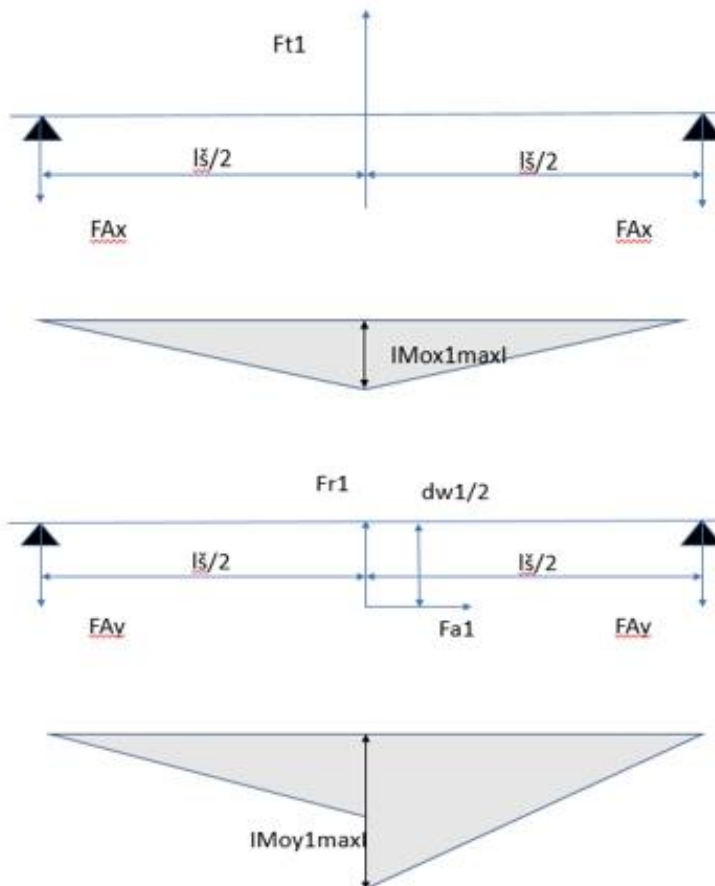 Ft1
lš/2 lš/2
FAx FAx
IMox1maxI
Fr1 dw1/2
lš/2 lš/2
FAy Fa1 FAy
IMoy1maxI